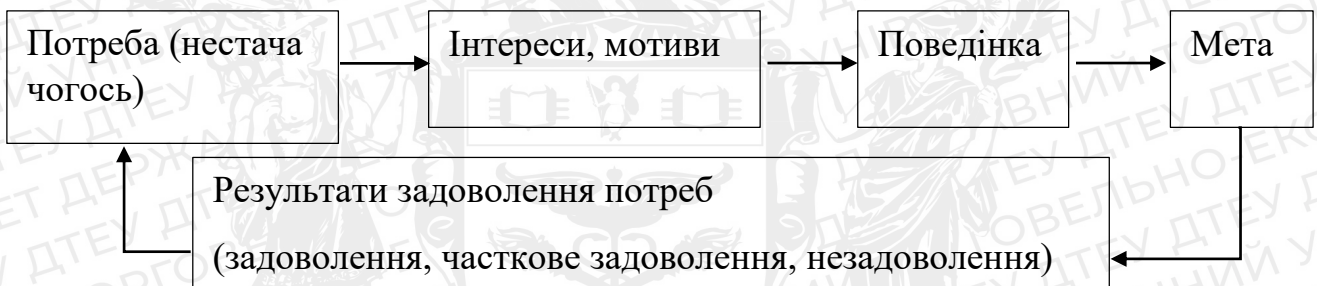 Потреба (нестача
чогось)
Інтереси, мотиви
Поведінка
Мета
Результати задоволення потреб
(задоволення, часткове задоволення, незадоволення)